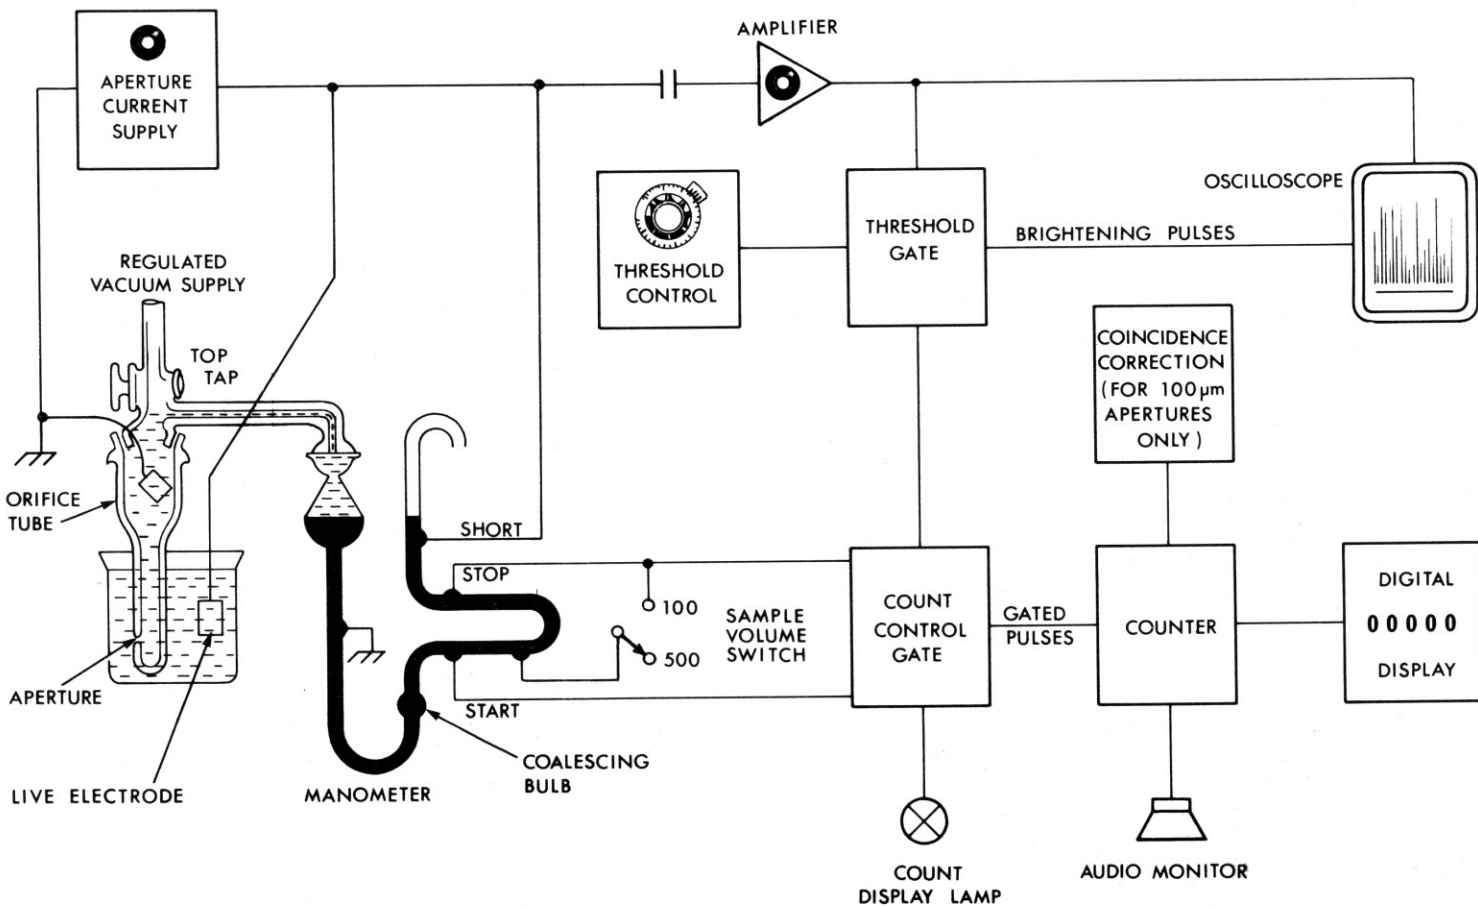 AMPLIFIER
APERTURE
CURRENT
SUPPLY
OSCILLOSCOPE
THRESHOLD
CONTROL
THRESHOLD
GATE
BRIGHTENING PULSES
REGULATED
VACUUM SUPPLY
TOP
TAP
COINCIDENCE
CORRECTION
(FOR 100µm
APERTURES
ONLY)
ORIFICE
TUBE
SHORT
STOP
100
500
SAMPLE
VOLUME
SWITCH
COUNT
CONTROL
GATE
GATED
PULSES
COUNTER
DIGITAL
00000
DISPLAY
APERTURE
START
LIVE ELECTRODE
MANOMETER
COALESCING
BULB
COUNT
DISPLAY LAMP
AUDIO MONITOR